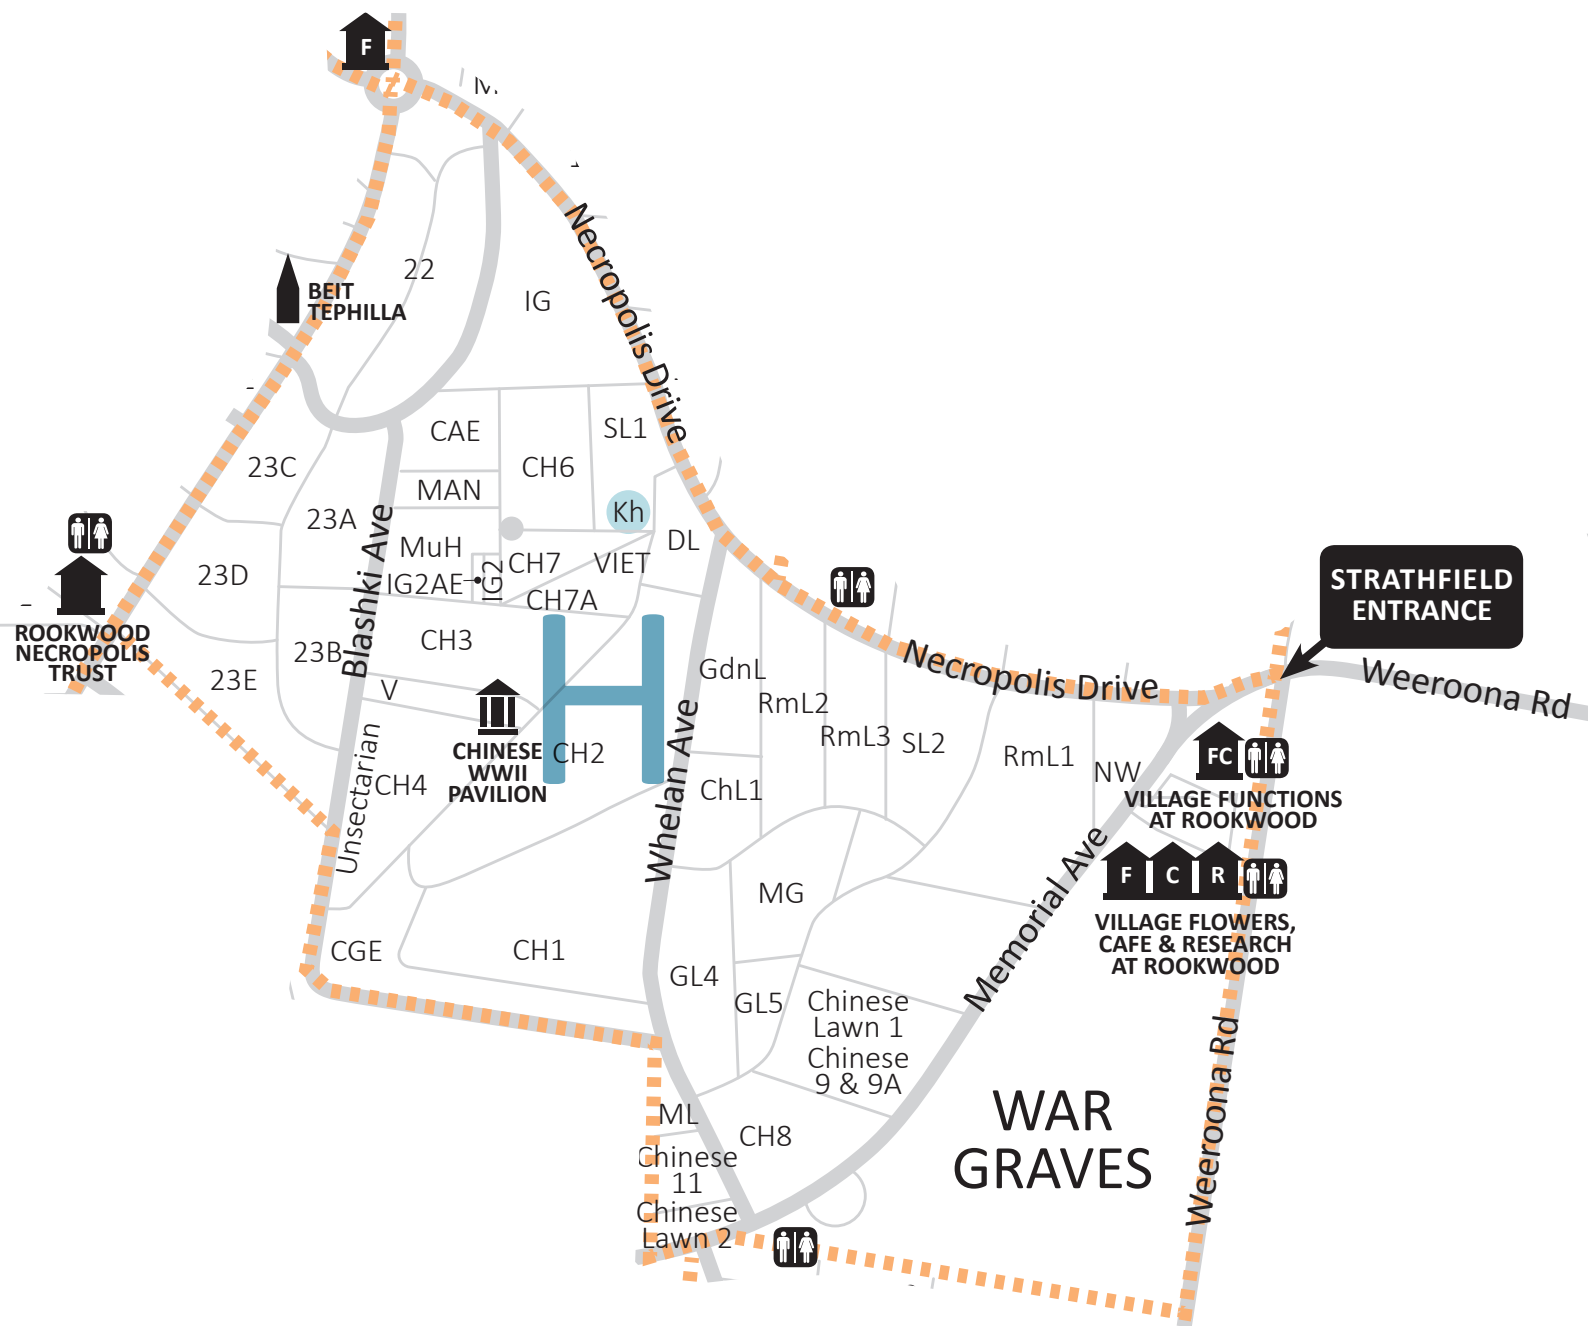 F
22
BEIT
TEPHILLA
IG
Necropolis Drive
CAE
SL1
23C
CH6
MAN
Kh
23A
Blashki Ave
MuH
DL
23D
IG2AE
IG2
CH7
VIET
CH7A
STRATHFIELD
ENTRANCE
ROOKWOOD
NECROPOLIS
TRUST
23B
CH3
23E
V
H
GdnL
RmL2
Necropolis Drive
Weeroona Rd
CHINESE
WWII
PAVILION
CH2
RmL3
SL2
RmL1
NW
FC
VILLAGE FUNCTIONS
AT ROOKWOOD
Unsectarian
CH4
Whelan Ave
ChL1
Memorial Ave
F C R
VILLAGE FLOWERS,
CAFE & RESEARCH
AT ROOKWOOD
MG
CGE
CH1
GL4
GL5
Chinese
Lawn 1
Chinese
9 & 9A
Weeroona Rd
WAR
GRAVES
ML
CH8
Chinese
11
Chinese
Lawn 2